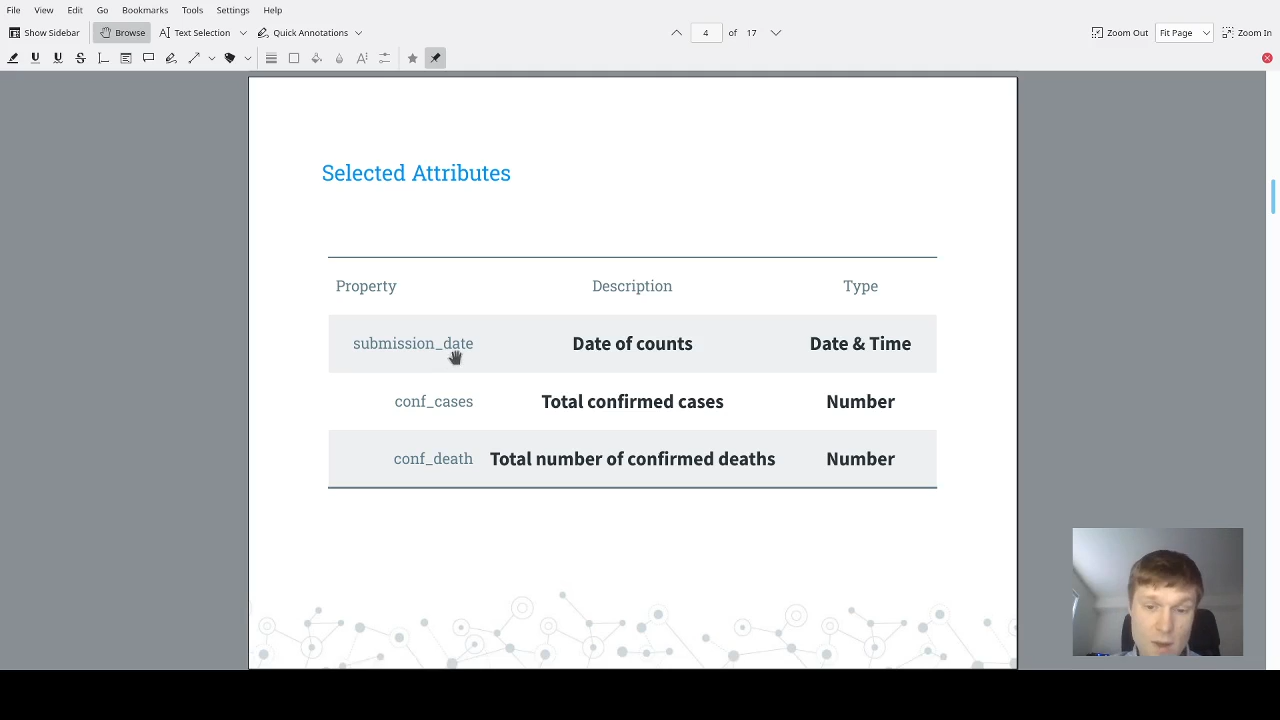 File View Edit Go Bookmarks Tools Settings Help
Show Sidebar Browse Text Selection Quick Annotations 4 of 17 Zoom Out Fit Page Zoom In
Selected Attributes
Property Description Type
submission_date Date of counts Date & Time
conf_cases Total confirmed cases Number
conf_death Total number of confirmed deaths Number